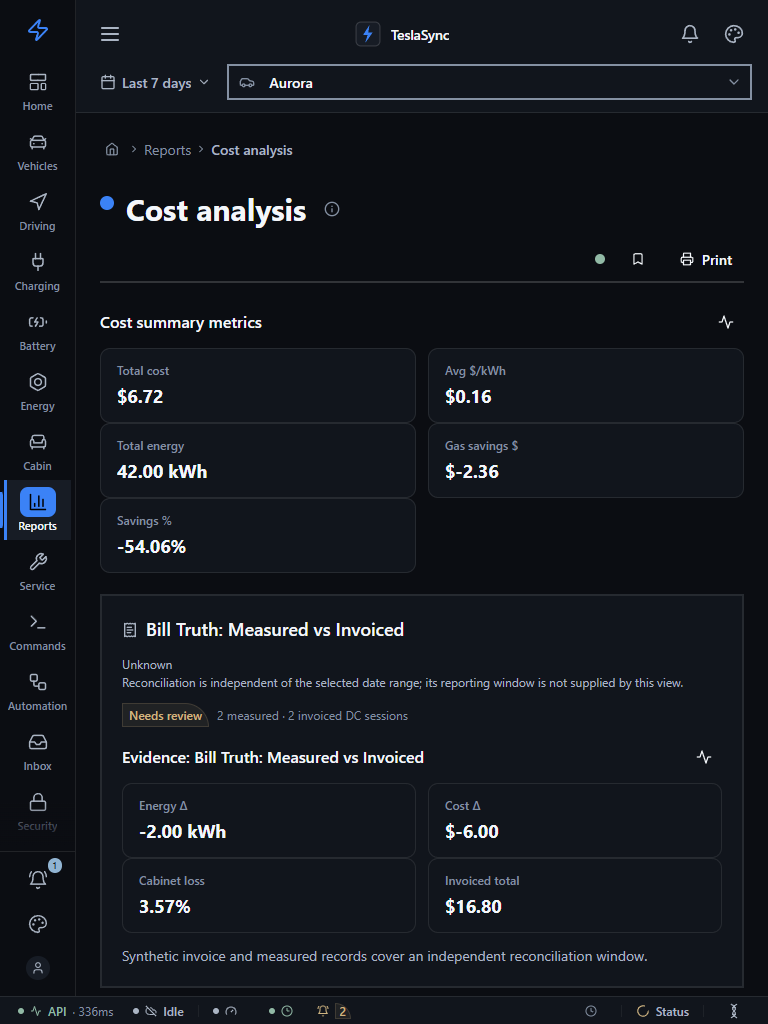 TeslaSync
Last 7 days
Aurora
Home
Vehicles
Driving
Charging
Battery
Energy
Cabin
Reports
Service
Commands
Automation
Inbox
Security
1
Reports > Cost analysis
Cost analysis
Print
Cost summary metrics
Total cost
$6.72
Avg $/kWh
$0.16
Total energy
42.00 kWh
Gas savings $
$-2.36
Savings %
-54.06%
Bill Truth: Measured vs Invoiced
Unknown
Reconciliation is independent of the selected date range; its reporting window is not supplied by this view.
Needs review
2 measured · 2 invoiced DC sessions
Evidence: Bill Truth: Measured vs Invoiced
Energy Δ
-2.00 kWh
Cost Δ
$-6.00
Cabinet loss
3.57%
Invoiced total
$16.80
Synthetic invoice and measured records cover an independent reconciliation window.
API · 336ms
Idle
2
Status